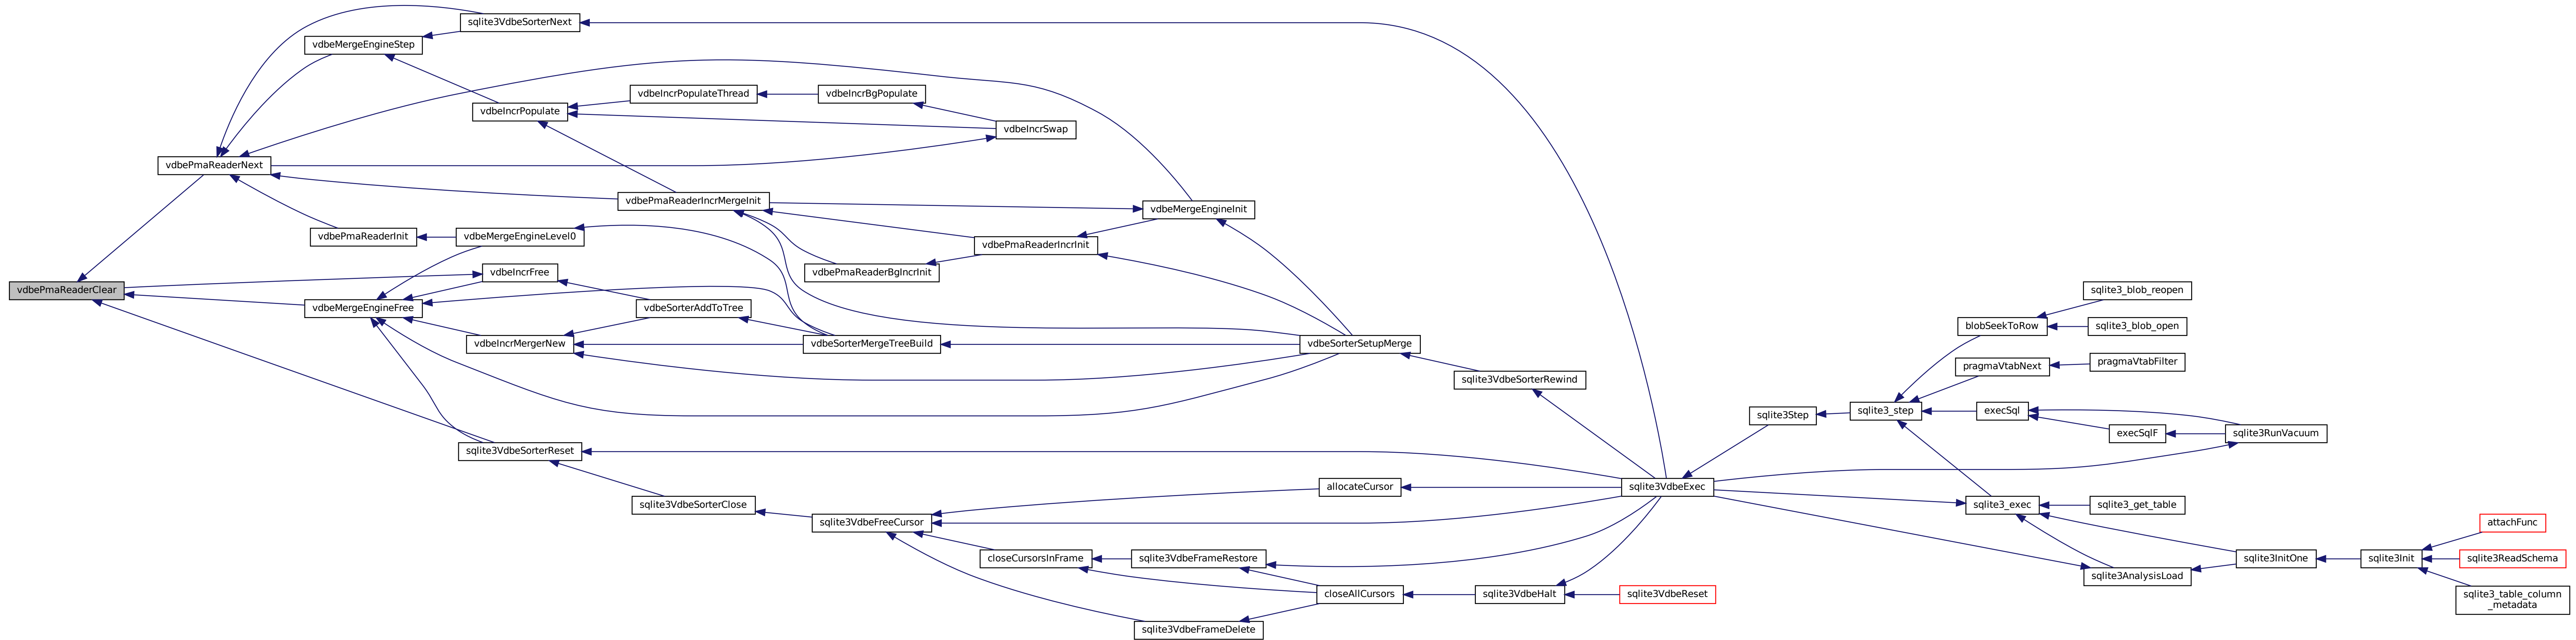 sqlite3VdbeSorterNext
vdbeMergeEngineStep
vdbeIncrPopulateThread
vdbeIncrBgPopulate
vdbeIncrPopulate
vdbeIncrSwap
vdbePmaReaderNext
vdbePmaReaderIncrMergeInit
vdbeMergeEngineInit
vdbePmaReaderInit
vdbeMergeEngineLevel0
vdbePmaReaderIncrInit
vdbeIncrFree
vdbePmaReaderBgIncrInit
vdbePmaReaderClear
sqlite3_blob_reopen
vdbeMergeEngineFree
vdbeSorterAddToTree
blobSeekToRow
sqlite3_blob_open
vdbeIncrMergerNew
vdbeSorterMergeTreeBuild
vdbeSorterSetupMerge
pragmaVtabNext
pragmaVtabFilter
sqlite3VdbeSorterRewind
sqlite3Step
sqlite3_step
execSql
execSqlF
sqlite3RunVacuum
sqlite3VdbeSorterReset
allocateCursor
sqlite3VdbeExec
sqlite3VdbeSorterClose
sqlite3_exec
sqlite3_get_table
sqlite3VdbeFreeCursor
attachFunc
closeCursorsInFrame
sqlite3VdbeFrameRestore
sqlite3InitOne
sqlite3Init
sqlite3ReadSchema
sqlite3AnalysisLoad
closeAllCursors
sqlite3VdbeHalt
sqlite3VdbeReset
sqlite3_table_column
_metadata
sqlite3VdbeFrameDelete